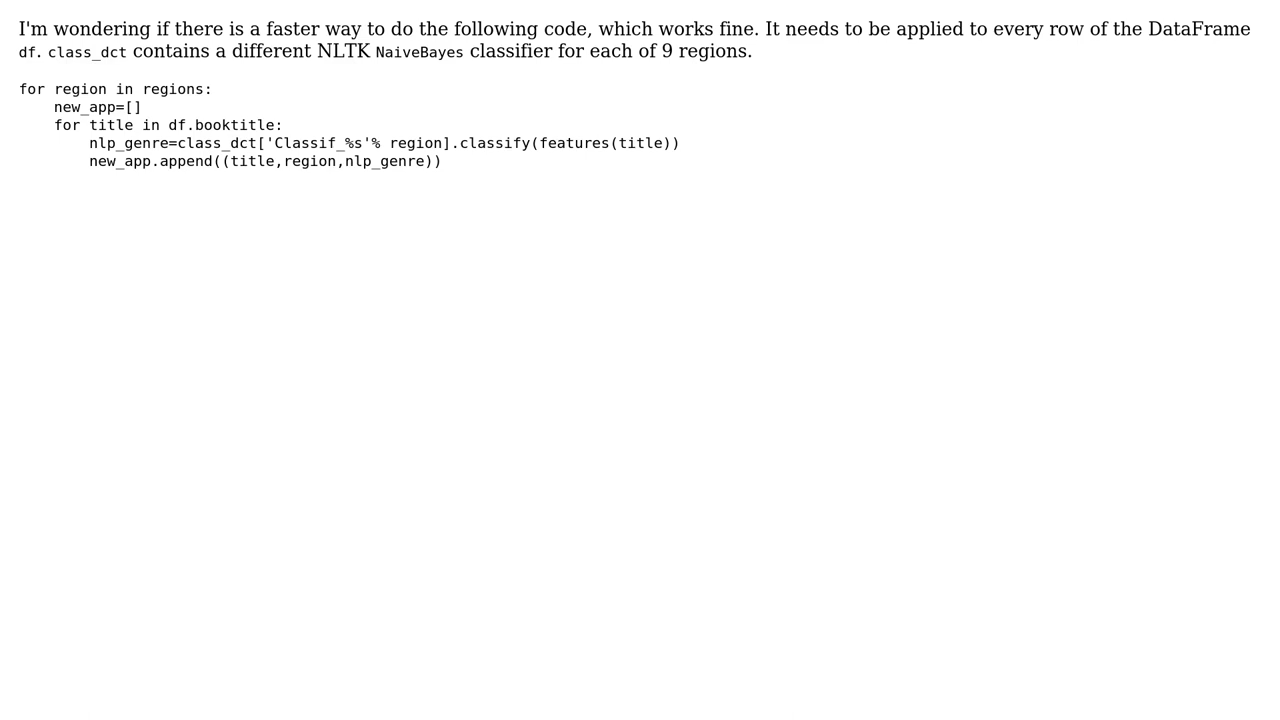 I'm wondering if there is a faster way to do the following code, which works fine. It needs to be applied to every row of the DataFrame
df. class_dct contains a different NLTK NaiveBayes classifier for each of 9 regions.
for region in regions:
    new_app=[]
    for title in df.booktitle:
        nlp_genre=class_dct['Classif_%s'% region].classify(features(title))
        new_app.append((title,region,nlp_genre))